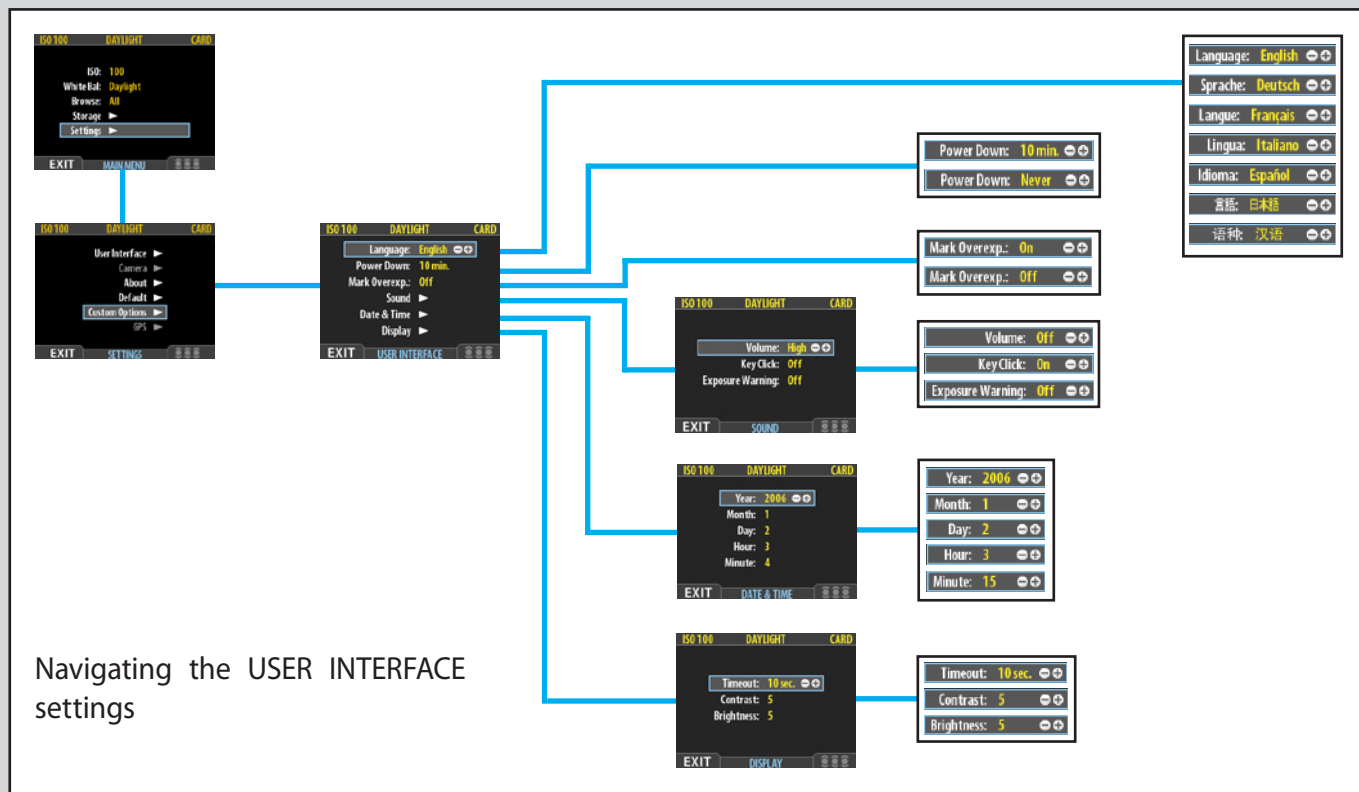 ISO 100 DAYLIGHT CARD
ISO: 100
White Bal: Daylight
Browse: All
Storage ►
Settings ►
EXIT MAIN MENU
ISO 100 DAYLIGHT CARD
User Interface ►
Camera ►
About ►
Default ►
Custom Options ►
GPS ►
EXIT SETTINGS
ISO 100 DAYLIGHT CARD
Language: English
Power Down: 10 min.
Mark Overexp.: Off
Sound ►
Date & Time ►
Display ►
EXIT USER INTERFACE
Language: English
Sprache: Deutsch
Langue: Français
Lingua: Italiano
Idioma: Español
言語: 日本語
语种: 汉语
Power Down: 10 min.
Power Down: Never
Mark Overexp.: On
Mark Overexp.: Off
ISO 100 DAYLIGHT CARD
Volume: High
Key Click: Off
Exposure Warning: Off
EXIT SOUND
Volume: Off
Key Click: On
Exposure Warning: Off
ISO 100 DAYLIGHT CARD
Year: 2006
Month: 1
Day: 2
Hour: 3
Minute: 4
EXIT DATE & TIME
Year: 2006
Month: 1
Day: 2
Hour: 3
Minute: 15
ISO 100 DAYLIGHT CARD
Timeout: 10 sec.
Contrast: 5
Brightness: 5
EXIT DISPLAY
Timeout: 10 sec.
Contrast: 5
Brightness: 5
Navigating the USER INTERFACE
settings